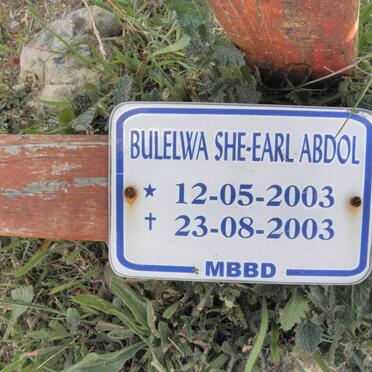 BULELWA SHE-EARL ABDOL
★ 12-05-2003
✝ 23-08-2003
MBBD